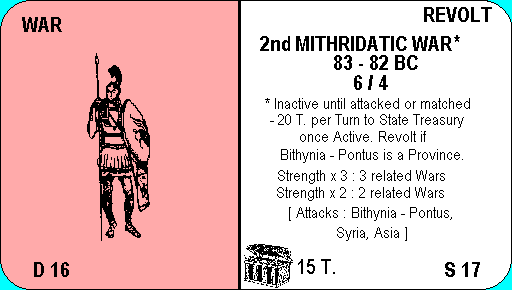 WAR
D 16
REVOLT
2nd MITHRIDATIC WAR*
83 - 82 BC
6 / 4
* Inactive until attacked or matched
- 20 T. per Turn to State Treasury
once Active. Revolt if
Bithynia - Pontus is a Province.
Strength x 3 : 3 related Wars
Strength x 2 : 2 related Wars
[ Attacks : Bithynia - Pontus,
Syria, Asia ]
15 T.
S 17